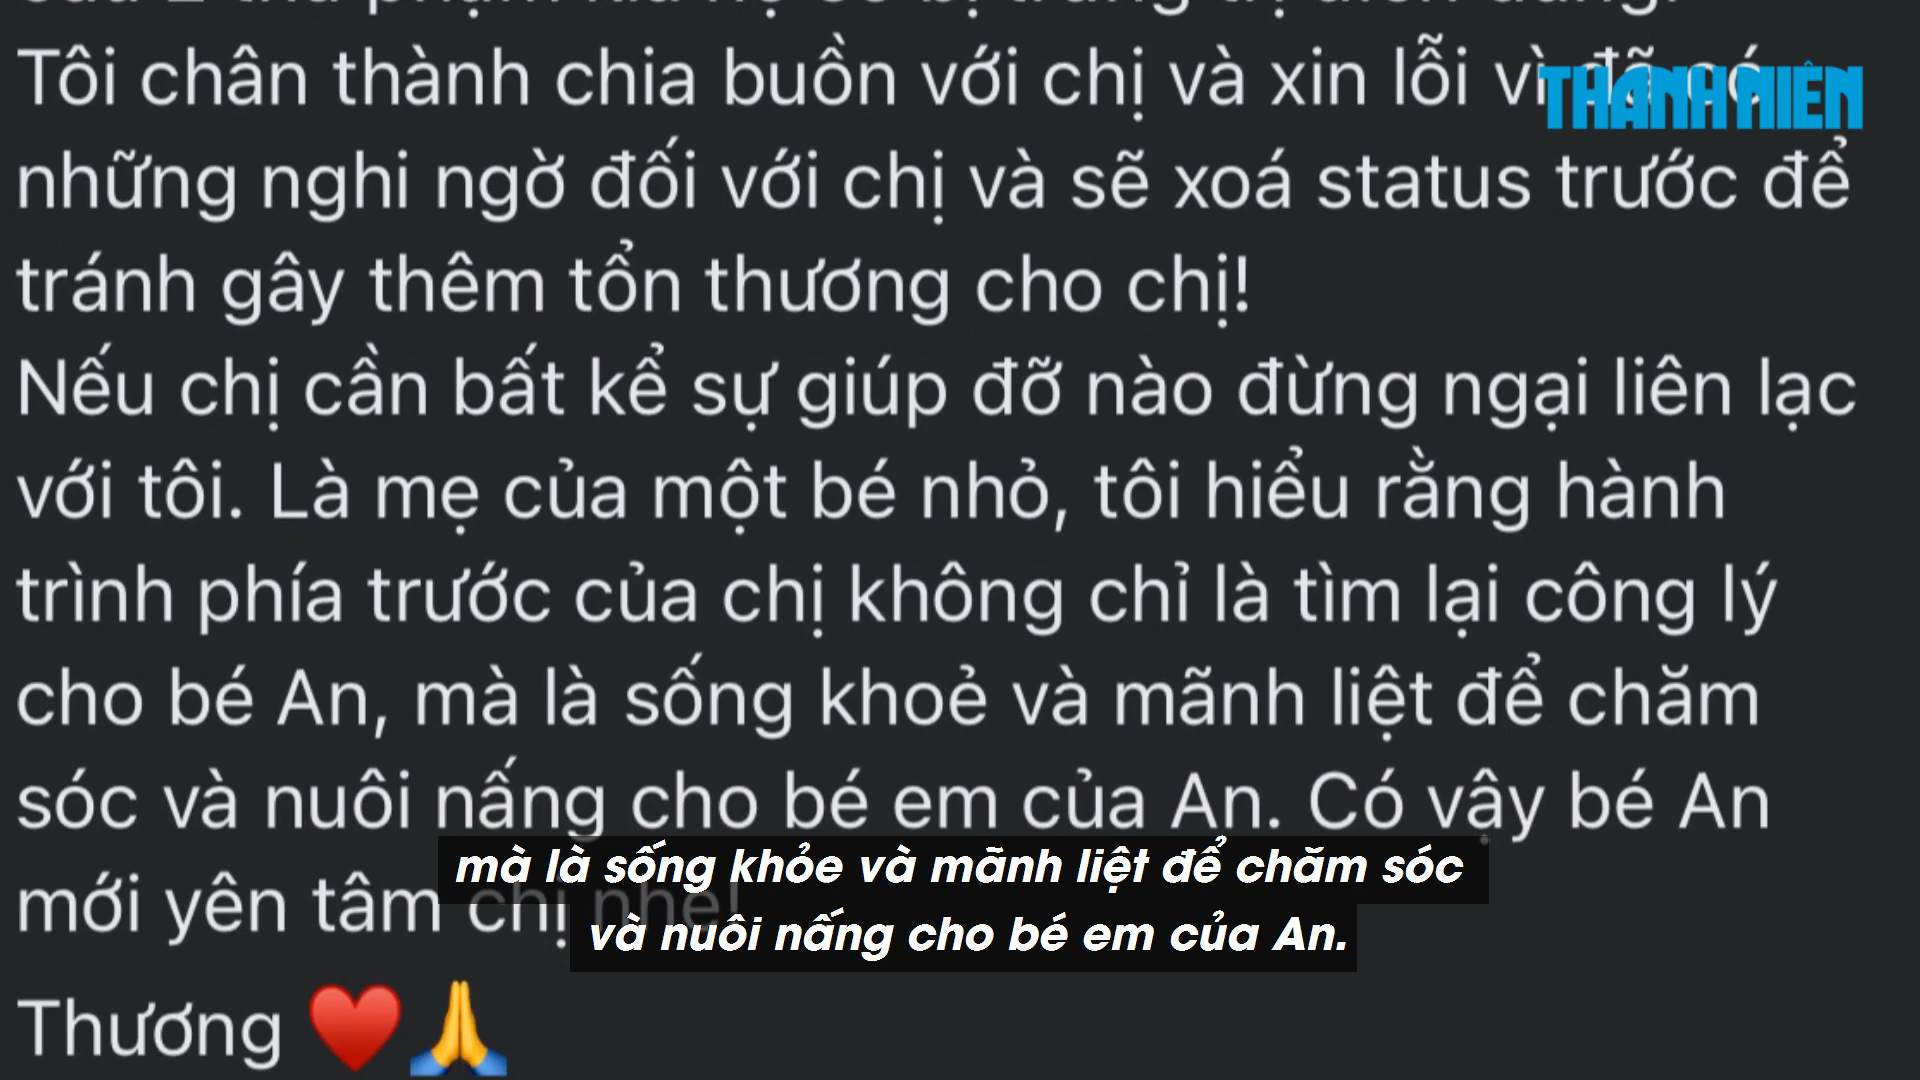 Tôi chân thành chia buồn với chị và xin lỗi vì đã có
THANH NIÊN
những nghi ngờ đối với chị và sẽ xoá status trước để
tránh gây thêm tổn thương cho chị!
Nếu chị cần bất kể sự giúp đỡ nào đừng ngại liên lạc
với tôi. Là mẹ của một bé nhỏ, tôi hiểu rằng hành
trình phía trước của chị không chỉ là tìm lại công lý
cho bé An, mà là sống khoẻ và mãnh liệt để chăm
sóc và nuôi nấng cho bé em của An. Có vậy bé An
mới yên tâm chị nhé!
mà là sống khỏe và mãnh liệt để chăm sóc
và nuôi nấng cho bé em của An.
Thương ❤️🙏